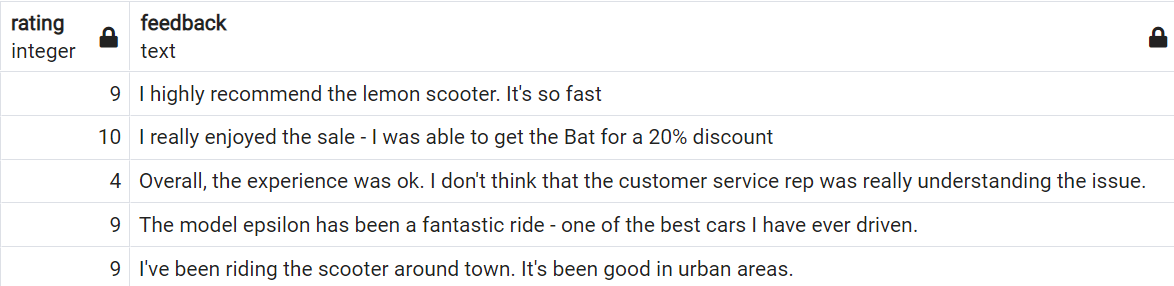 rating feedback
integer text
9 I highly recommend the lemon scooter. It's so fast
10 I really enjoyed the sale - I was able to get the Bat for a 20% discount
4 Overall, the experience was ok. I don't think that the customer service rep was really understanding the issue.
9 The model epsilon has been a fantastic ride - one of the best cars I have ever driven.
9 I've been riding the scooter around town. It's been good in urban areas.